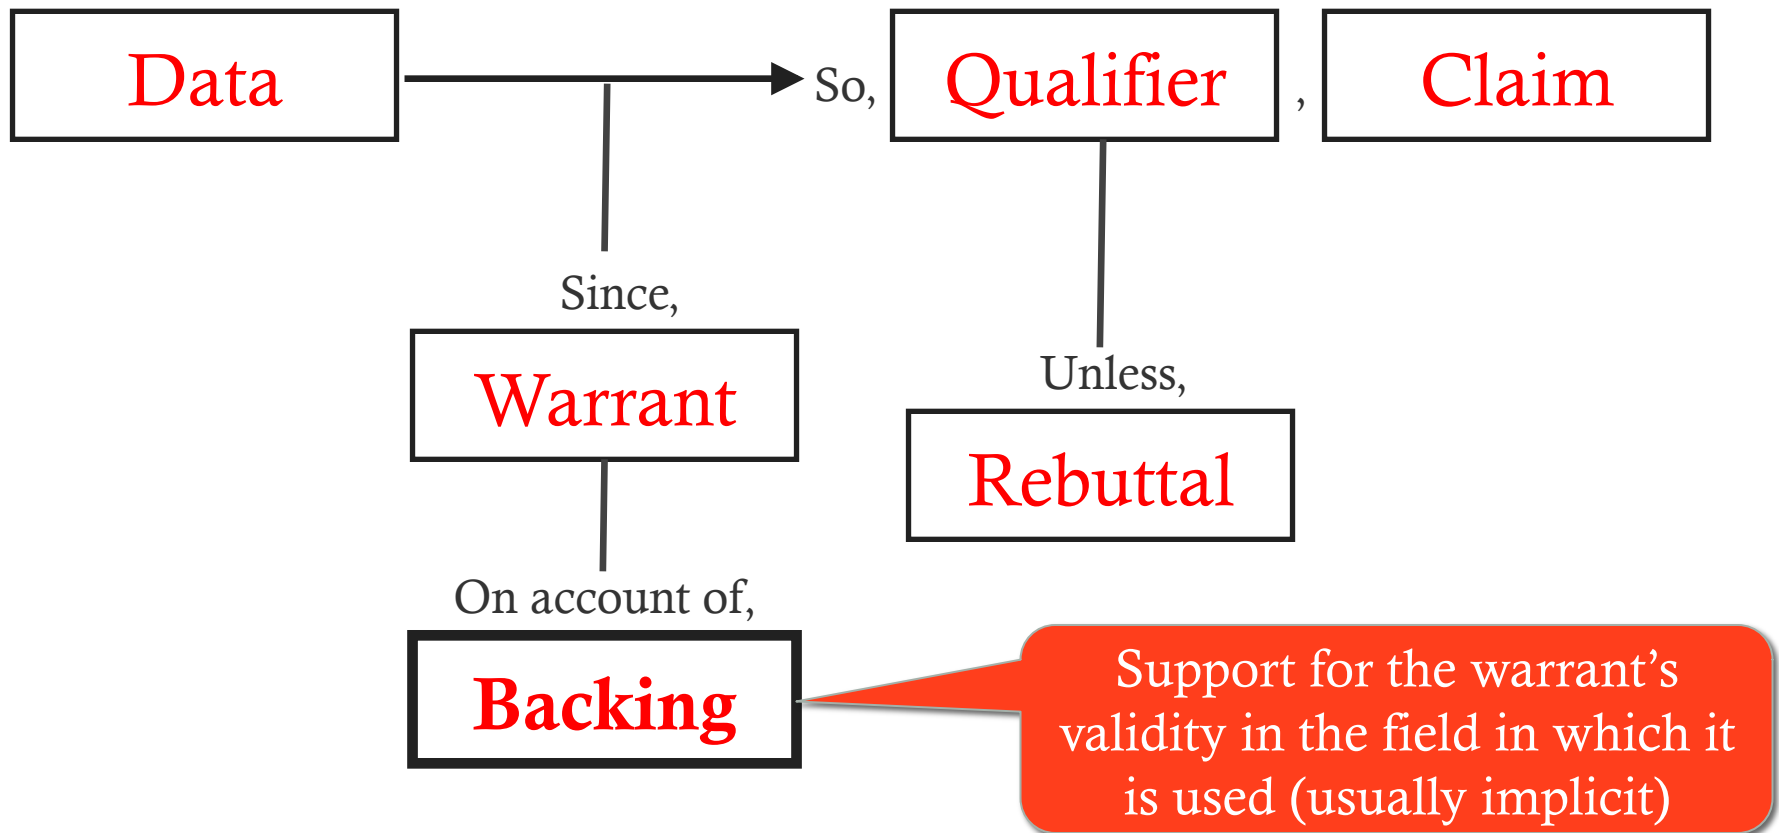 Data
So,
Qualifier
,
Claim
Since,
Warrant
Unless,
Rebuttal
On account of,
Backing
Support for the warrant’s
validity in the field in which it
is used (usually implicit)